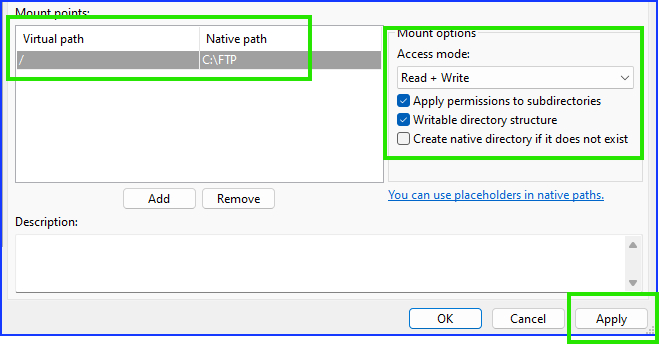 Mount points:
Virtual path Native path
/ C:\FTP
Mount options
Access mode:
Read + Write
Apply permissions to subdirectories
Writable directory structure
Create native directory if it does not exist
Add Remove
You can use placeholders in native paths.
Description:
OK Cancel Apply